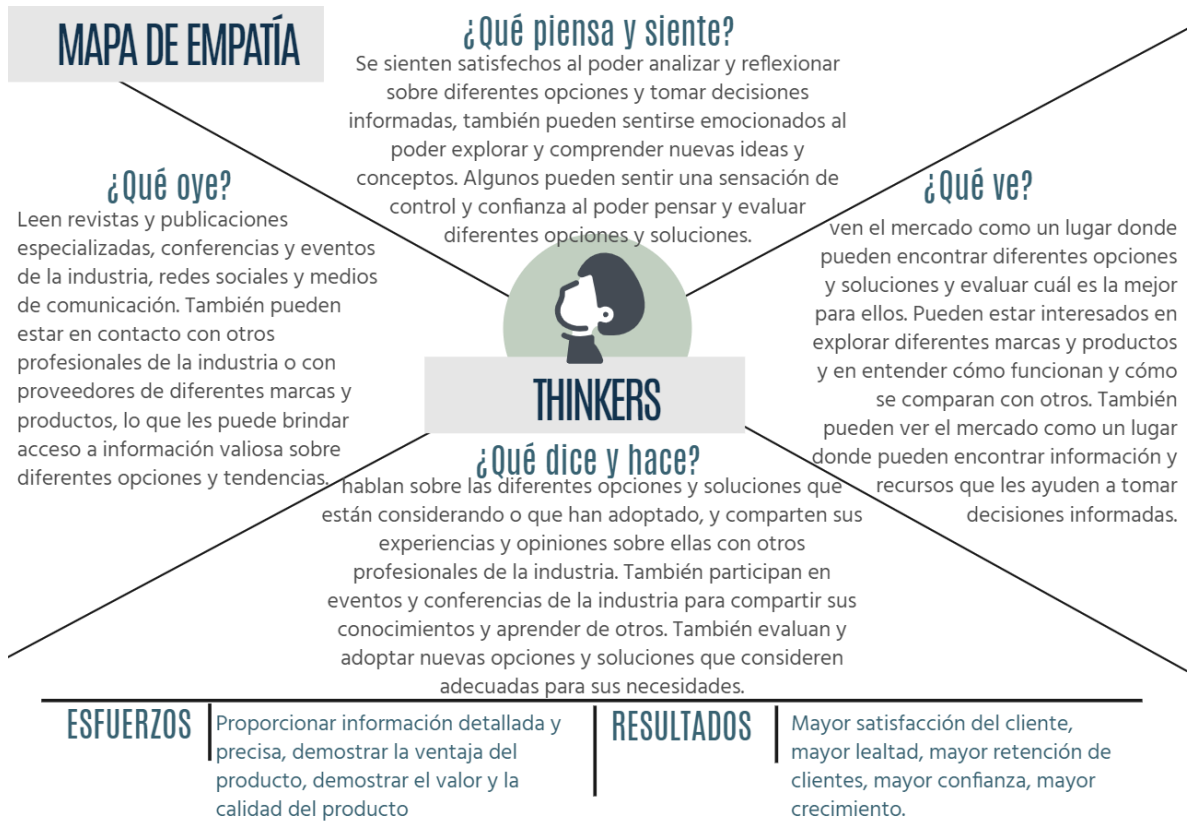 MAPA DE EMPATÍA
¿Qué piensa y siente?
Se sienten satisfechos al poder analizar y reflexionar
sobre diferentes opciones y tomar decisiones
informadas, también pueden sentirse emocionados al
poder explorar y comprender nuevas ideas y
conceptos. Algunos pueden sentir una sensación de
control y confianza al poder pensar y evaluar
diferentes opciones y soluciones.
¿Qué oye?
Leen revistas y publicaciones
especializadas, conferencias y eventos
de la industria, redes sociales y medios
de comunicación. También pueden
estar en contacto con otros
profesionales de la industria o con
proveedores de diferentes marcas y
productos, lo que les puede brindar
acceso a información valiosa sobre
diferentes opciones y tendencias.
¿Qué ve?
ven el mercado como un lugar donde
pueden encontrar diferentes opciones
y soluciones y evaluar cuál es la mejor
para ellos. Pueden estar interesados en
explorar diferentes marcas y productos
y en entender cómo funcionan y cómo
se comparan con otros. También
pueden ver el mercado como un lugar
donde pueden encontrar información y
recursos que les ayuden a tomar
decisiones informadas.
THINKERS
¿Qué dice y hace?
hablan sobre las diferentes opciones y soluciones que
están considerando o que han adoptado, y comparten sus
experiencias y opiniones sobre ellas con otros
profesionales de la industria. También participan en
eventos y conferencias de la industria para compartir sus
conocimientos y aprender de otros. También evaluan y
adoptar nuevas opciones y soluciones que consideren
adecuadas para sus necesidades.
ESFUERZOS
Proporcionar información detallada y
precisa, demostrar la ventaja del
producto, demostrar el valor y la
calidad del producto
RESULTADOS
Mayor satisfacción del cliente,
mayor lealtad, mayor retención de
clientes, mayor confianza, mayor
crecimiento.